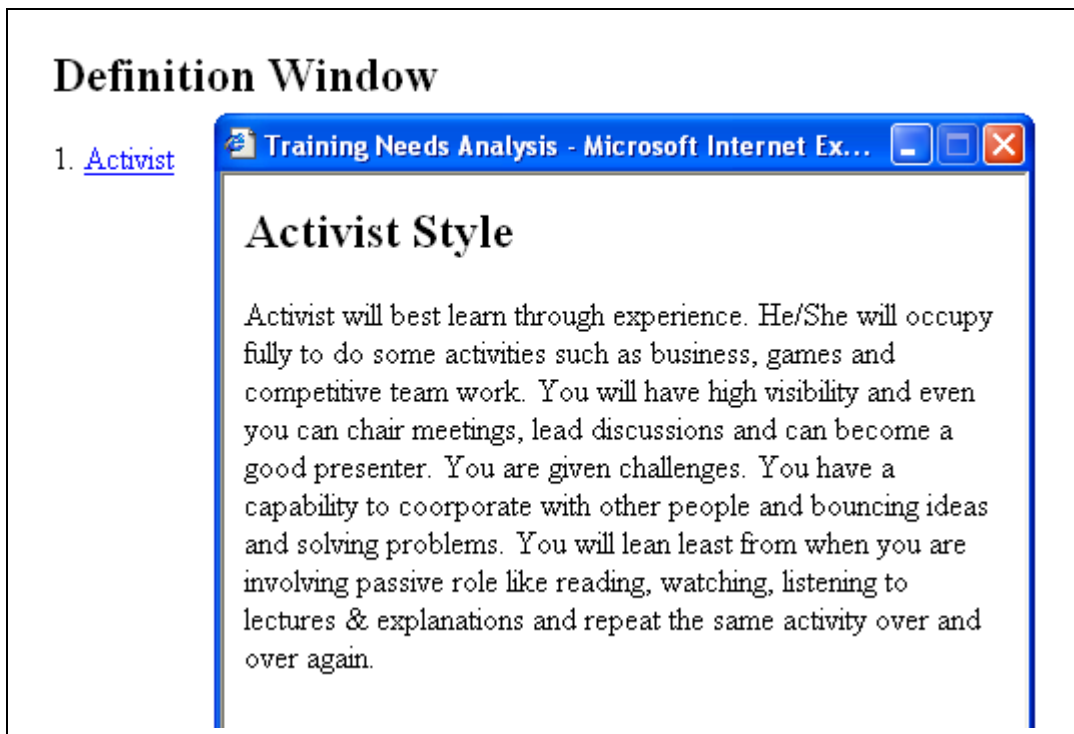 Definition Window
1. Activist
Training Needs Analysis - Microsoft Internet Ex...
Activist Style
Activist will best learn through experience. He/She will occupy
fully to do some activities such as business, games and
competitive team work. You will have high visibility and even
you can chair meetings, lead discussions and can become a
good presenter. You are given challenges. You have a
capability to coorporate with other people and bouncing ideas
and solving problems. You will lean least from when you are
involving passive role like reading, watching, listening to
lectures & explanations and repeat the same activity over and
over again.